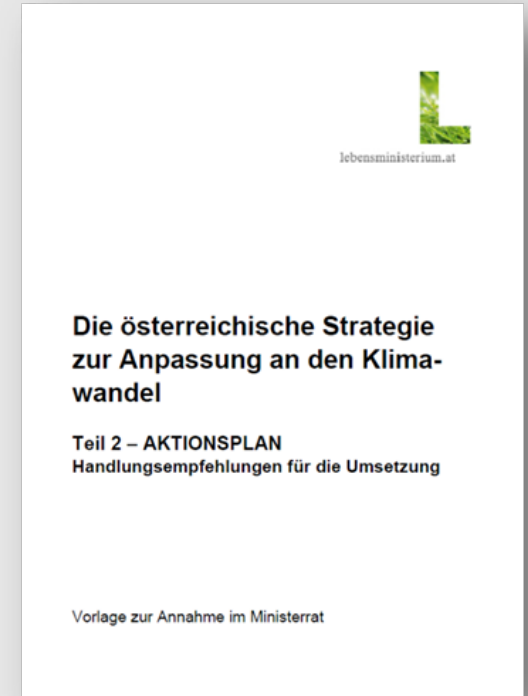 lebensministerium.at
Die österreichische Strategie
zur Anpassung an den Klima-
wandel
Teil 2 – AKTIONSPLAN
Handlungsempfehlungen für die Umsetzung
Vorlage zur Annahme im Ministerrat